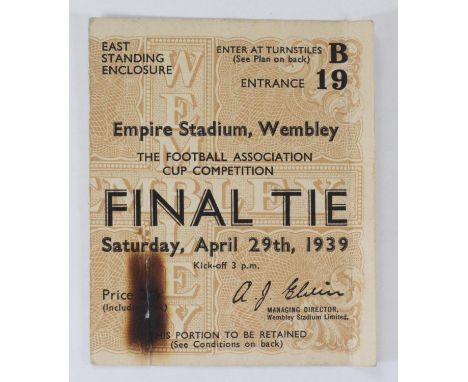 EAST
STANDING
ENCLOSURE
ENTER AT TURNSTILES B
(See Plan on back)
ENTRANCE 19
Empire Stadium, Wembley
THE FOOTBALL ASSOCIATION
CUP COMPETITION
WEMBLEY
WEMBLEY
FINAL TIE
Saturday, April 29th, 1939
Kick-off 3 p.m.
Price
A. J. Elvin
MANAGING DIRECTOR,
Wembley Stadium Limited.
THIS PORTION TO BE RETAINED
(See Conditions on back)